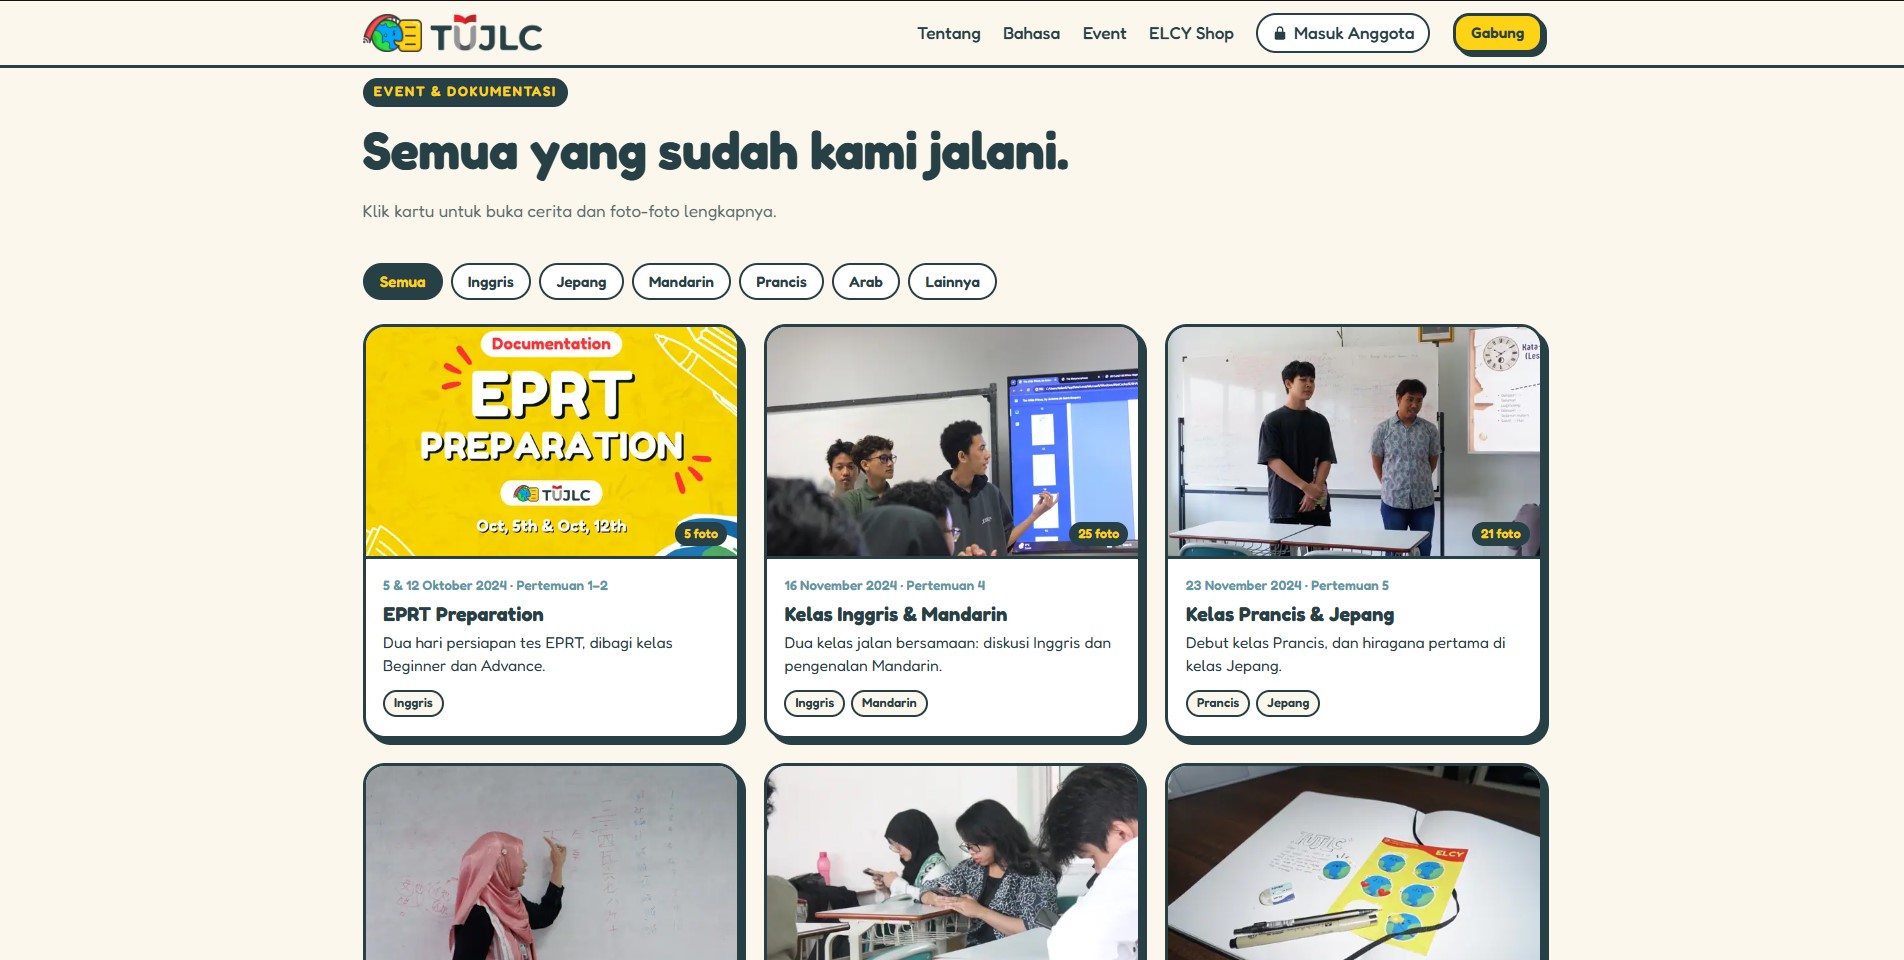 TUJLC
Tentang
Bahasa
Event
ELCY Shop
Masuk Anggota
Gabung
EVENT & DOKUMENTASI
Semua yang sudah kami jalani.
Klik kartu untuk buka cerita dan foto-foto lengkapnya.
Semua
Inggris
Jepang
Mandarin
Prancis
Arab
Lainnya
Documentation
EPRT
PREPARATION
TUJLC
Oct, 5th & Oct, 12th
5 foto
5 & 12 Oktober 2024 · Pertemuan 1–2
EPRT Preparation
Dua hari persiapan tes EPRT, dibagi kelas
Beginner dan Advance.
Inggris
25 foto
16 November 2024 · Pertemuan 4
Kelas Inggris & Mandarin
Dua kelas jalan bersamaan: diskusi Inggris dan
pengenalan Mandarin.
Inggris
Mandarin
Kata-
(Les
21 foto
23 November 2024 · Pertemuan 5
Kelas Prancis & Jepang
Debut kelas Prancis, dan hiragana pertama di
kelas Jepang.
Prancis
Jepang
TUJLC
ELCY